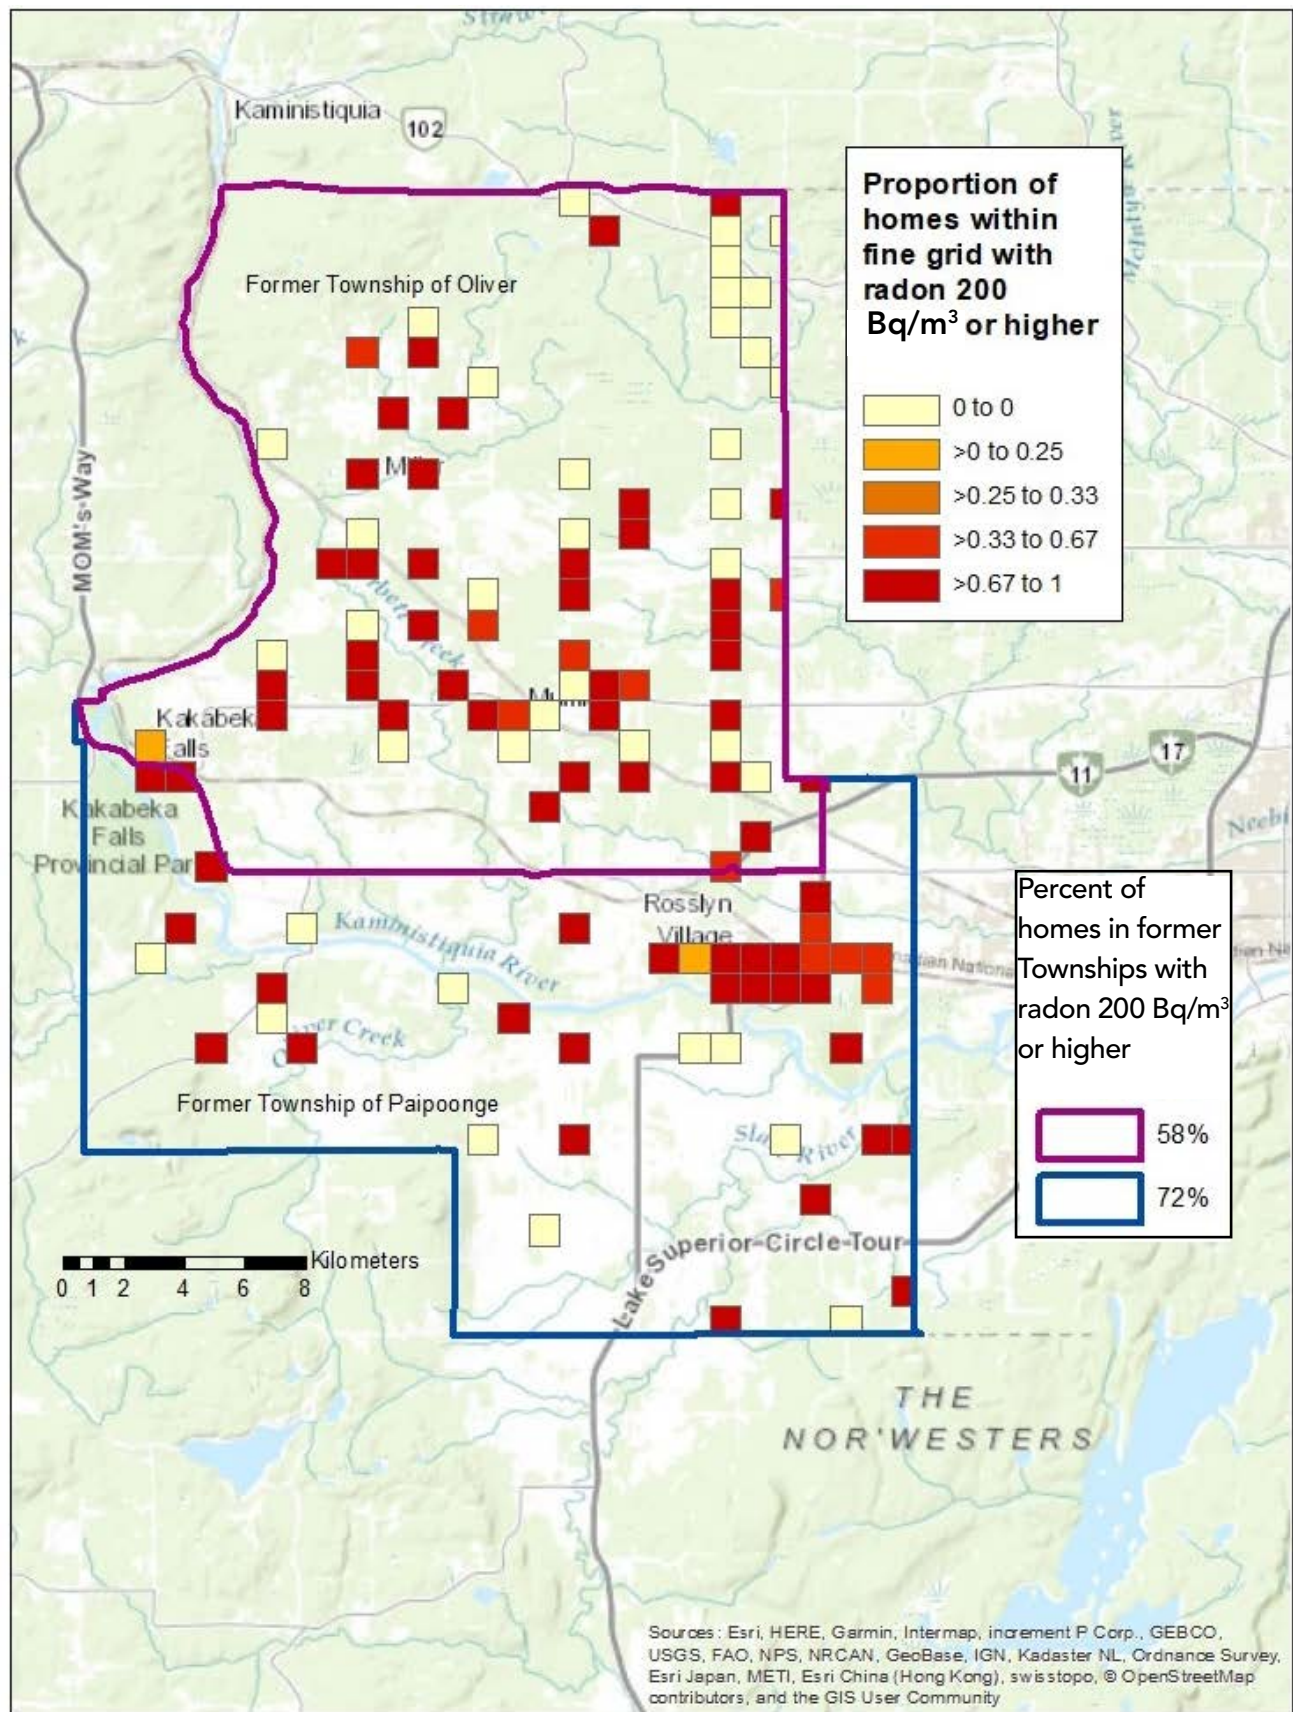 Kaministiquia
102
Proportion of
homes within
fine grid with
radon 200
Bq/m³ or higher
0 to 0
>0 to 0.25
>0.25 to 0.33
>0.33 to 0.67
>0.67 to 1
Former Township of Oliver
MOM's-Way
Kakabeka
Falls
11
17
Kakabeka
Falls
Provincial Par
Rosslyn
Village
Kaministiquia River
Percent of
homes in former
Townships with
radon 200 Bq/m³
or higher
58%
72%
Former Township of Paipoonge
River
Kilometers
0 1 2 4 6 8
Lake Superior-Circle-Tour
THE
NOR'WESTERS
Sources: Esri, HERE, Garmin, Intermap, increment P Corp., GEBCO,
USGS, FAO, NPS, NRCAN, GeoBase, IGN, Kadaster NL, Ordnance Survey,
Esri Japan, METI, Esri China (Hong Kong), swisstopo, © OpenStreetMap
contributors, and the GIS User Community